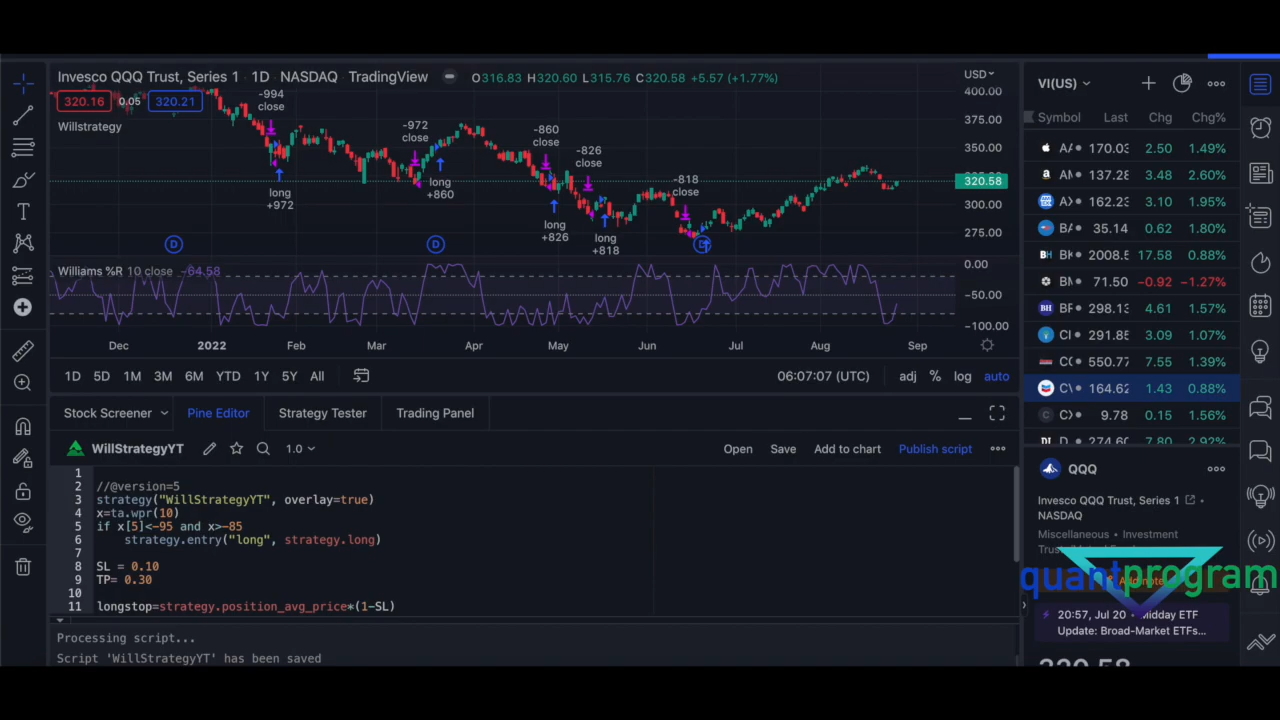 Invesco QQQ Trust, Series 1 · 1D · NASDAQ · TradingView
O316.83 H320.60 L315.76 C320.58 +5.57 (+1.77%)
320.16 0.05 320.21
Willstrategy
-994
close
long
+972
-972
close
long
+860
-860
close
long
+826
-826
close
long
+818
-818
close
D
D
USD
400.00
375.00
350.00
320.58
300.00
275.00
Williams %R 10 close -64.58
0.00
-50.00
-100.00
Dec 2022 Feb Mar Apr May Jun Jul Aug Sep
1D 5D 1M 3M 6M YTD 1Y 5Y All
06:07:07 (UTC) adj % log auto
Stock Screener Pine Editor Strategy Tester Trading Panel
WillStrategyYT 1.0 Open Save Add to chart Publish script
1
2 //@version=5
3 strategy("WillStrategyYT", overlay=true)
4 x=ta.wpr(10)
5 if x[5]<-95 and x>-85
6 strategy.entry("long", strategy.long)
7
8 SL = 0.10
9 TP= 0.30
10
11 longstop=strategy.position_avg_price*(1-SL)
Processing script...
Script 'WillStrategyYT' has been saved
VI(US)
Symbol Last Chg Chg%
170.03 2.50 1.49%
137.28 3.48 2.60%
162.23 3.10 1.95%
35.14 0.62 1.80%
2008.5 17.58 0.88%
71.50 -0.92 -1.27%
298.13 4.61 1.57%
291.85 3.09 1.07%
550.77 7.55 1.39%
164.62 1.43 0.88%
9.78 0.15 1.56%
274.60 7.80 2.92%
QQQ
Invesco QQQ Trust, Series 1 •
NASDAQ
Miscellaneous • Investment
quantprogram
20:57, Jul 20 • Midday ETF
Update: Broad-Market ETFs...
320.58